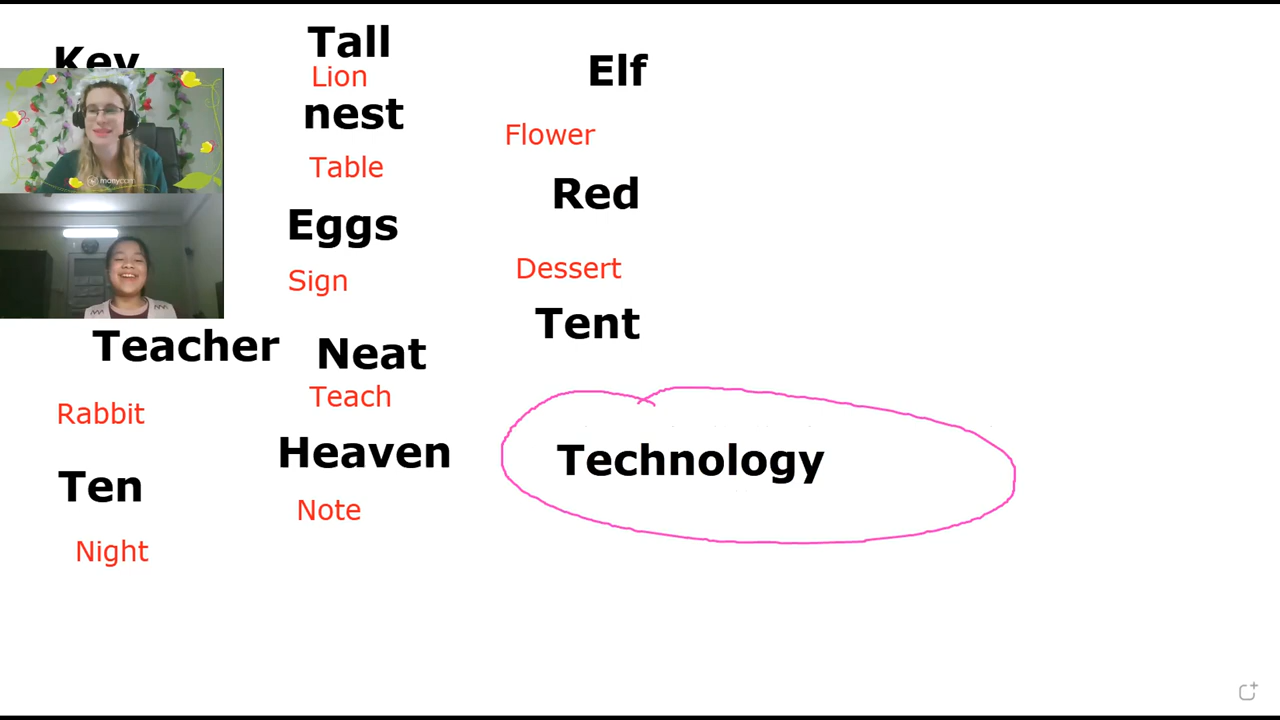 Key
Teacher
Rabbit
Ten
Night
Tall
Lion
nest
Table
Eggs
Sign
Neat
Teach
Heaven
Note
Elf
Flower
Red
Dessert
Tent
Technology
manycam